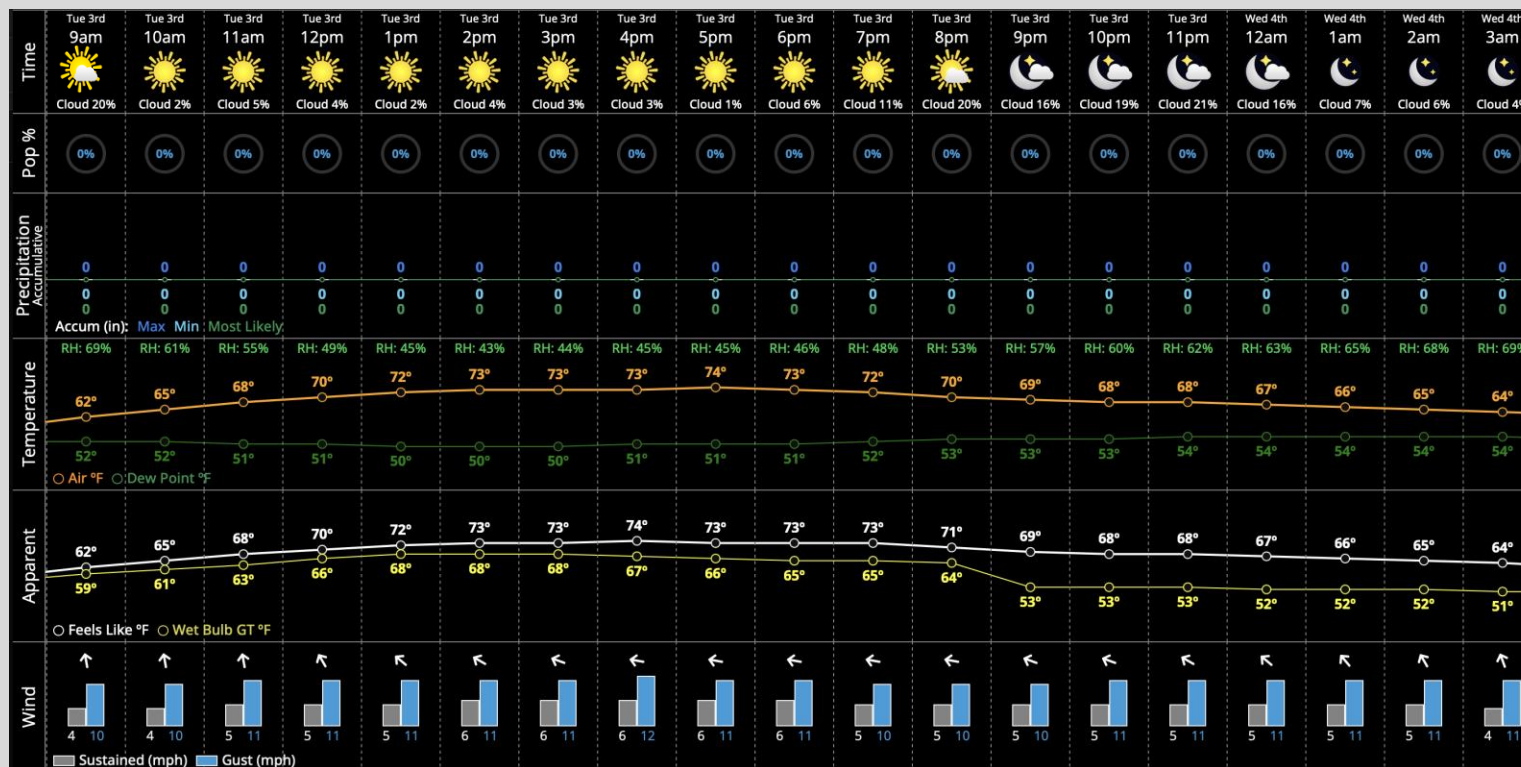 Time
Tue 3rd Tue 3rd Tue 3rd Tue 3rd Tue 3rd Tue 3rd Tue 3rd Tue 3rd Tue 3rd Tue 3rd Tue 3rd Tue 3rd Tue 3rd Tue 3rd Tue 3rd Wed 4th Wed 4th Wed 4th Wed 4th
9am 10am 11am 12pm 1pm 2pm 3pm 4pm 5pm 6pm 7pm 8pm 9pm 10pm 11pm 12am 1am 2am 3am
Cloud 20% Cloud 2% Cloud 5% Cloud 4% Cloud 2% Cloud 4% Cloud 3% Cloud 3% Cloud 1% Cloud 6% Cloud 11% Cloud 20% Cloud 16% Cloud 19% Cloud 21% Cloud 16% Cloud 7% Cloud 6% Cloud 4%
Pop %
0% 0% 0% 0% 0% 0% 0% 0% 0% 0% 0% 0% 0% 0% 0% 0% 0% 0% 0%
Precipitation
Accumulative
0 0 0 0 0 0 0 0 0 0 0 0 0 0 0 0 0 0 0
0 0 0 0 0 0 0 0 0 0 0 0 0 0 0 0 0 0 0
0 0 0 0 0 0 0 0 0 0 0 0 0 0 0 0 0 0 0
Accum (in): Max Min Most Likely
Temperature
RH: 69% RH: 61% RH: 55% RH: 49% RH: 45% RH: 43% RH: 44% RH: 45% RH: 45% RH: 46% RH: 48% RH: 53% RH: 57% RH: 60% RH: 62% RH: 63% RH: 65% RH: 68% RH: 69%
62° 65° 68° 70° 72° 73° 73° 73° 74° 73° 72° 70° 69° 68° 68° 67° 66° 65° 64°
52° 52° 51° 51° 50° 50° 50° 51° 51° 51° 52° 53° 53° 53° 54° 54° 54° 54° 54°
Air ºF Dew Point ºF
Apparent
62° 65° 68° 70° 72° 73° 73° 74° 73° 73° 73° 71° 69° 68° 68° 67° 66° 65° 64°
59° 61° 63° 66° 68° 68° 68° 67° 66° 65° 65° 64° 53° 53° 53° 52° 52° 52° 51°
Feels Like ºF Wet Bulb GT ºF
Wind
4 10 4 10 5 11 5 11 5 11 6 11 6 11 6 12 6 11 6 11 5 10 5 10 5 10 5 11 5 11 5 11 5 11 5 11 4 11
Sustained (mph) Gust (mph)